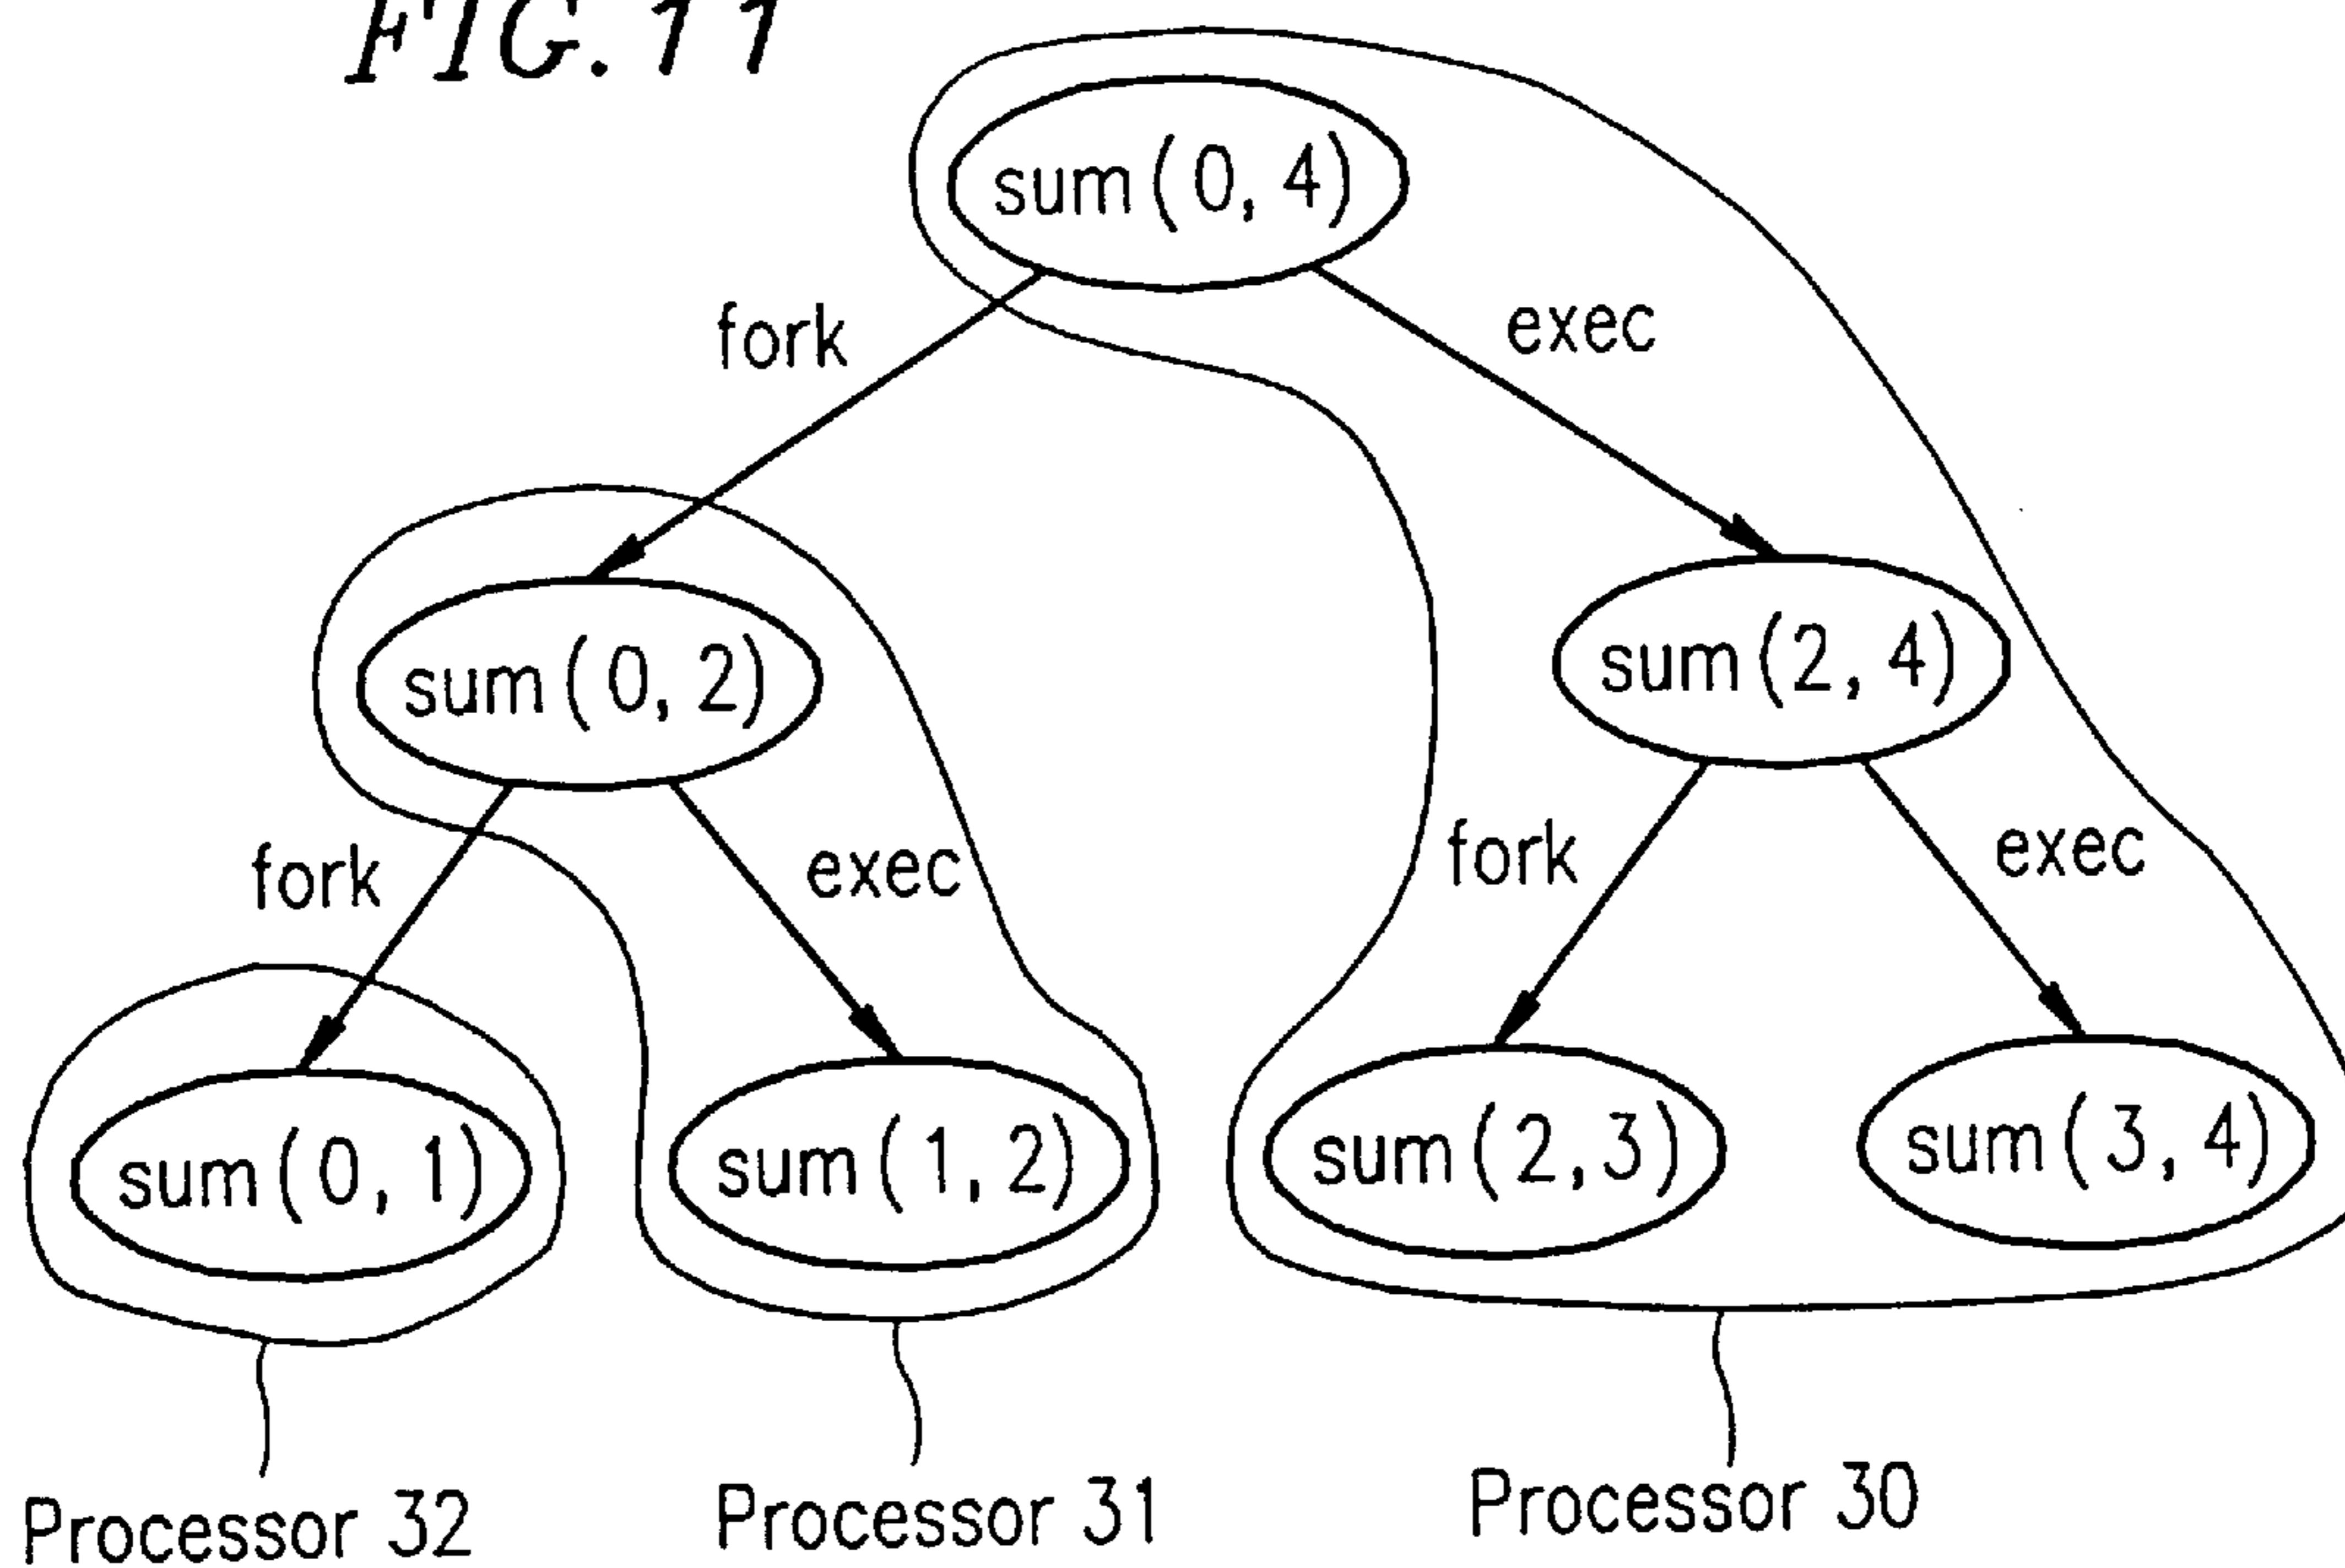 FIG. 11
sum(0, 4)
fork
exec
sum(0, 2)
sum(2, 4)
fork
exec
fork
exec
sum(0, 1)
sum(1, 2)
sum(2,3)
sum(3, 4)
Processor 32
Processor 31
Processor 30